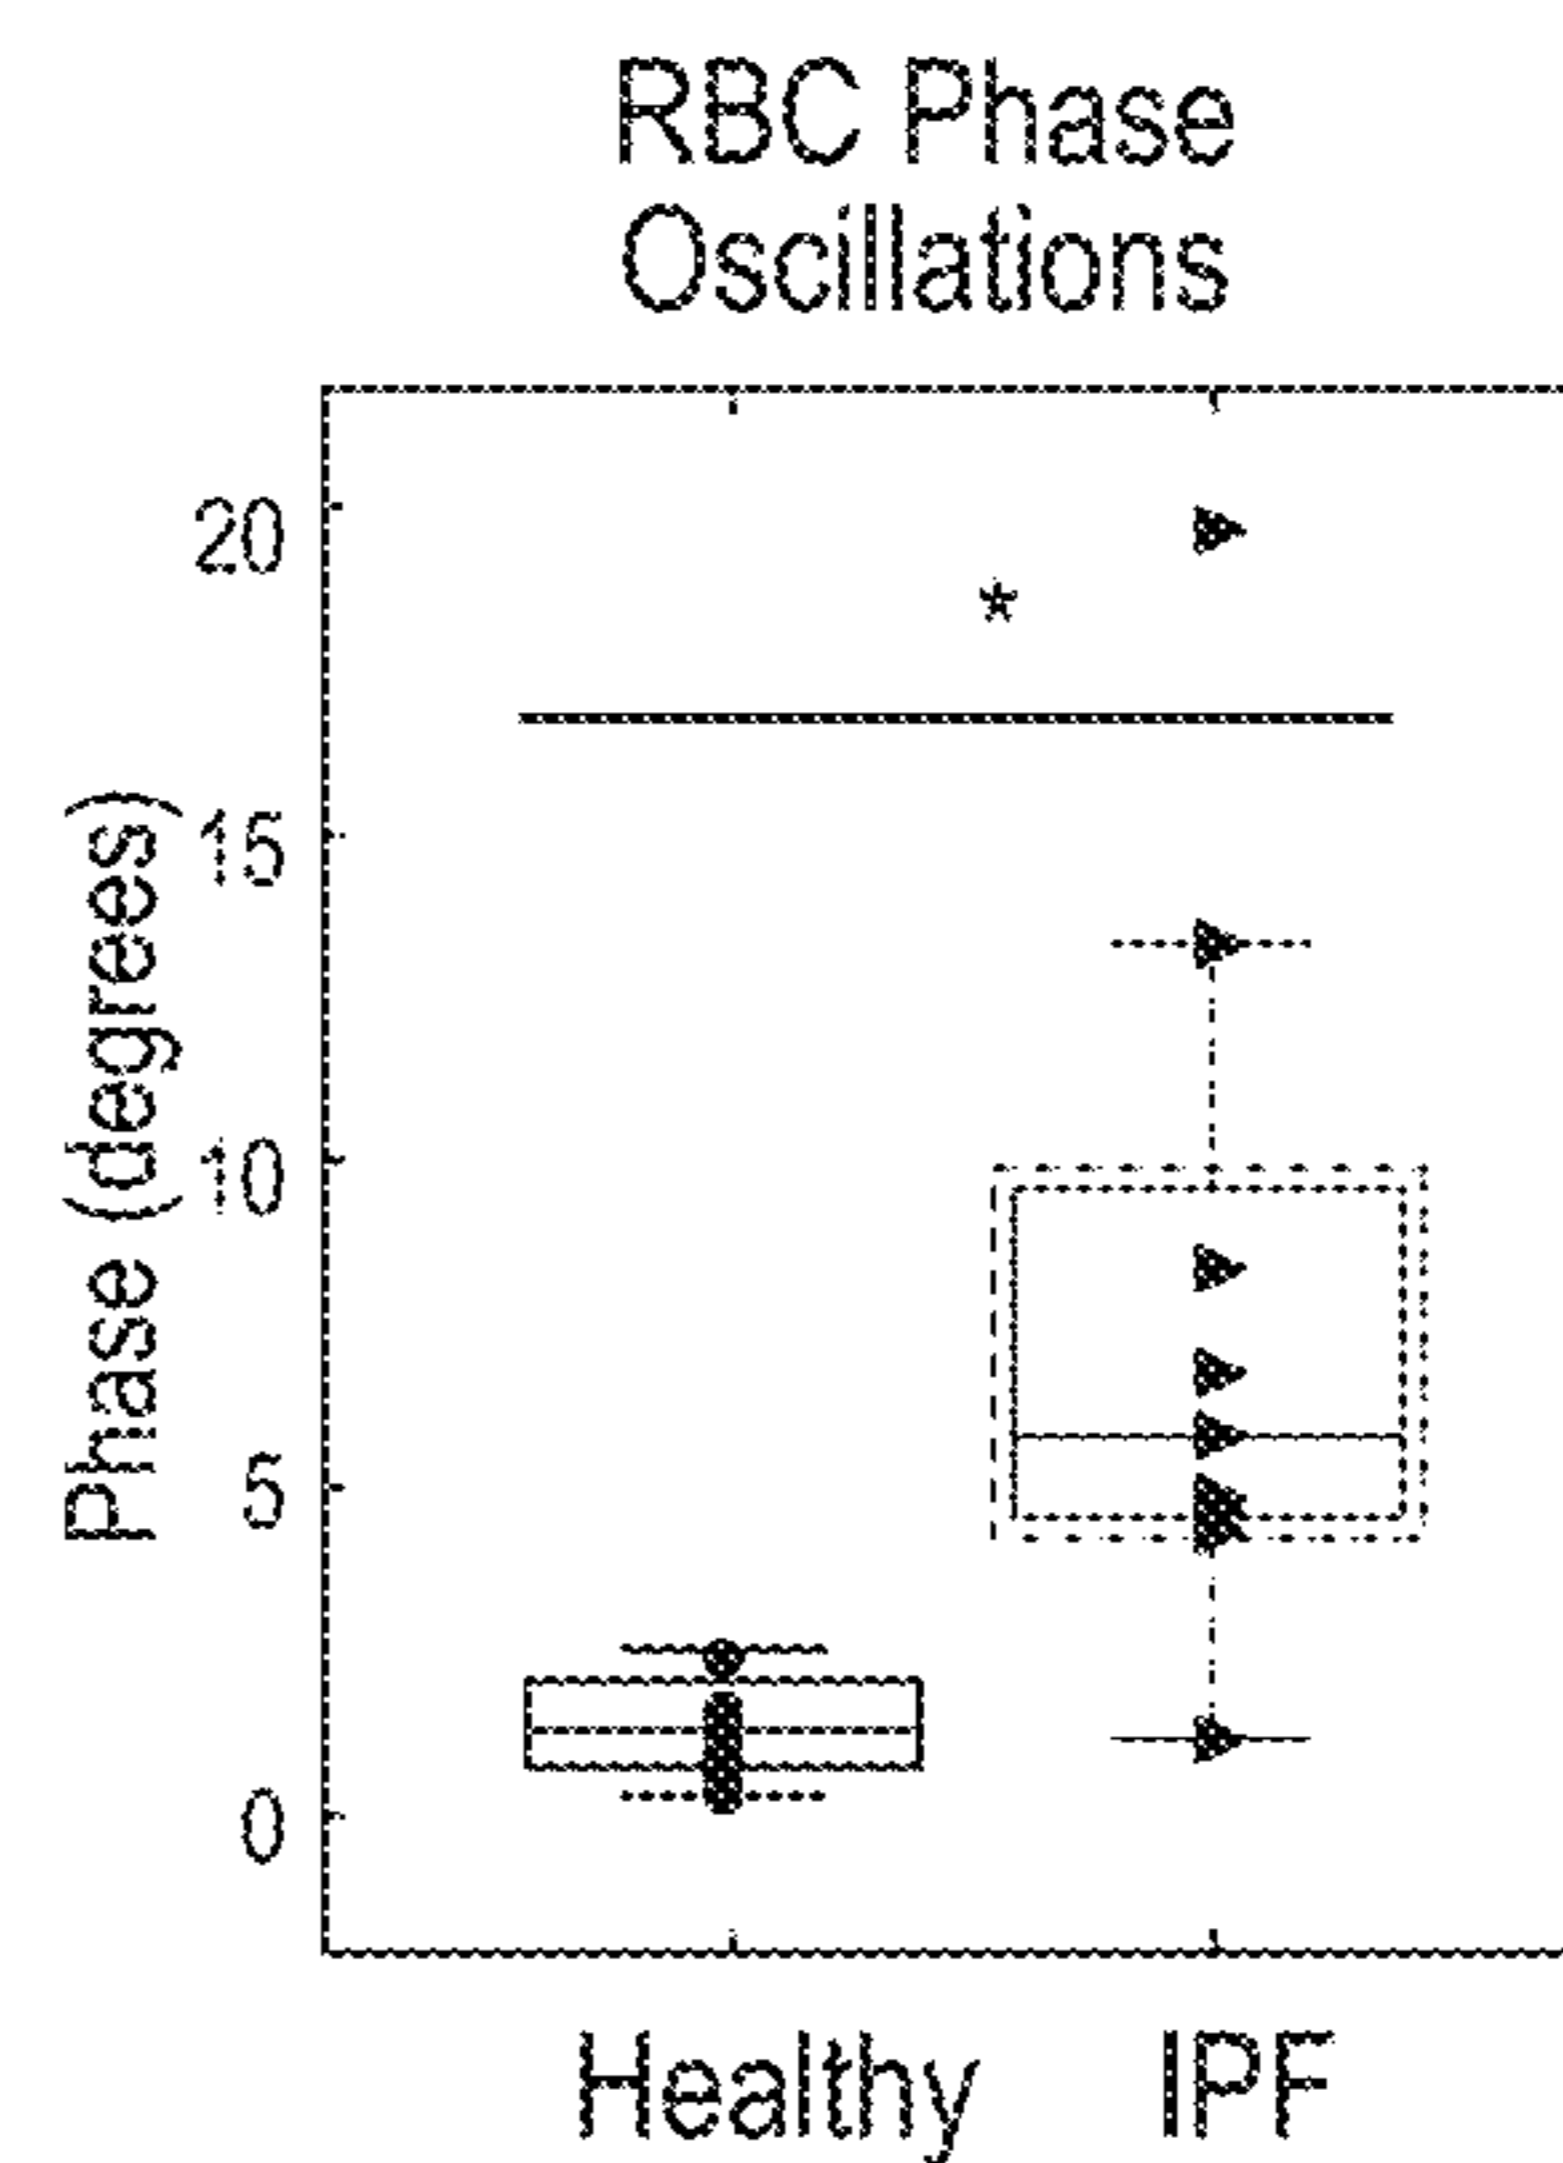 RBC Phase
Oscillations
Phase (degrees)
20
*
15
10
5
0
Healthy
IPF